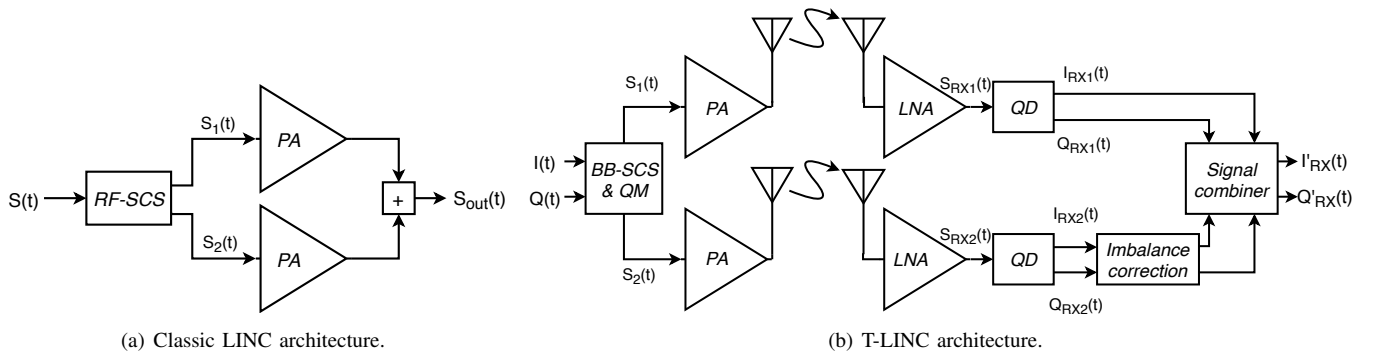 S(t)
RF-SCS
S1(t)
S2(t)
PA
PA
+
Sout(t)
(a) Classic LINC architecture.
I(t)
Q(t)
BB-SCS
& QM
S1(t)
S2(t)
PA
PA
LNA
LNA
SRX1(t)
SRX2(t)
QD
QD
IRX1(t)
QRX1(t)
IRX2(t)
QRX2(t)
Imbalance
correction
Signal
combiner
I'RX(t)
Q'RX(t)
(b) T-LINC architecture.